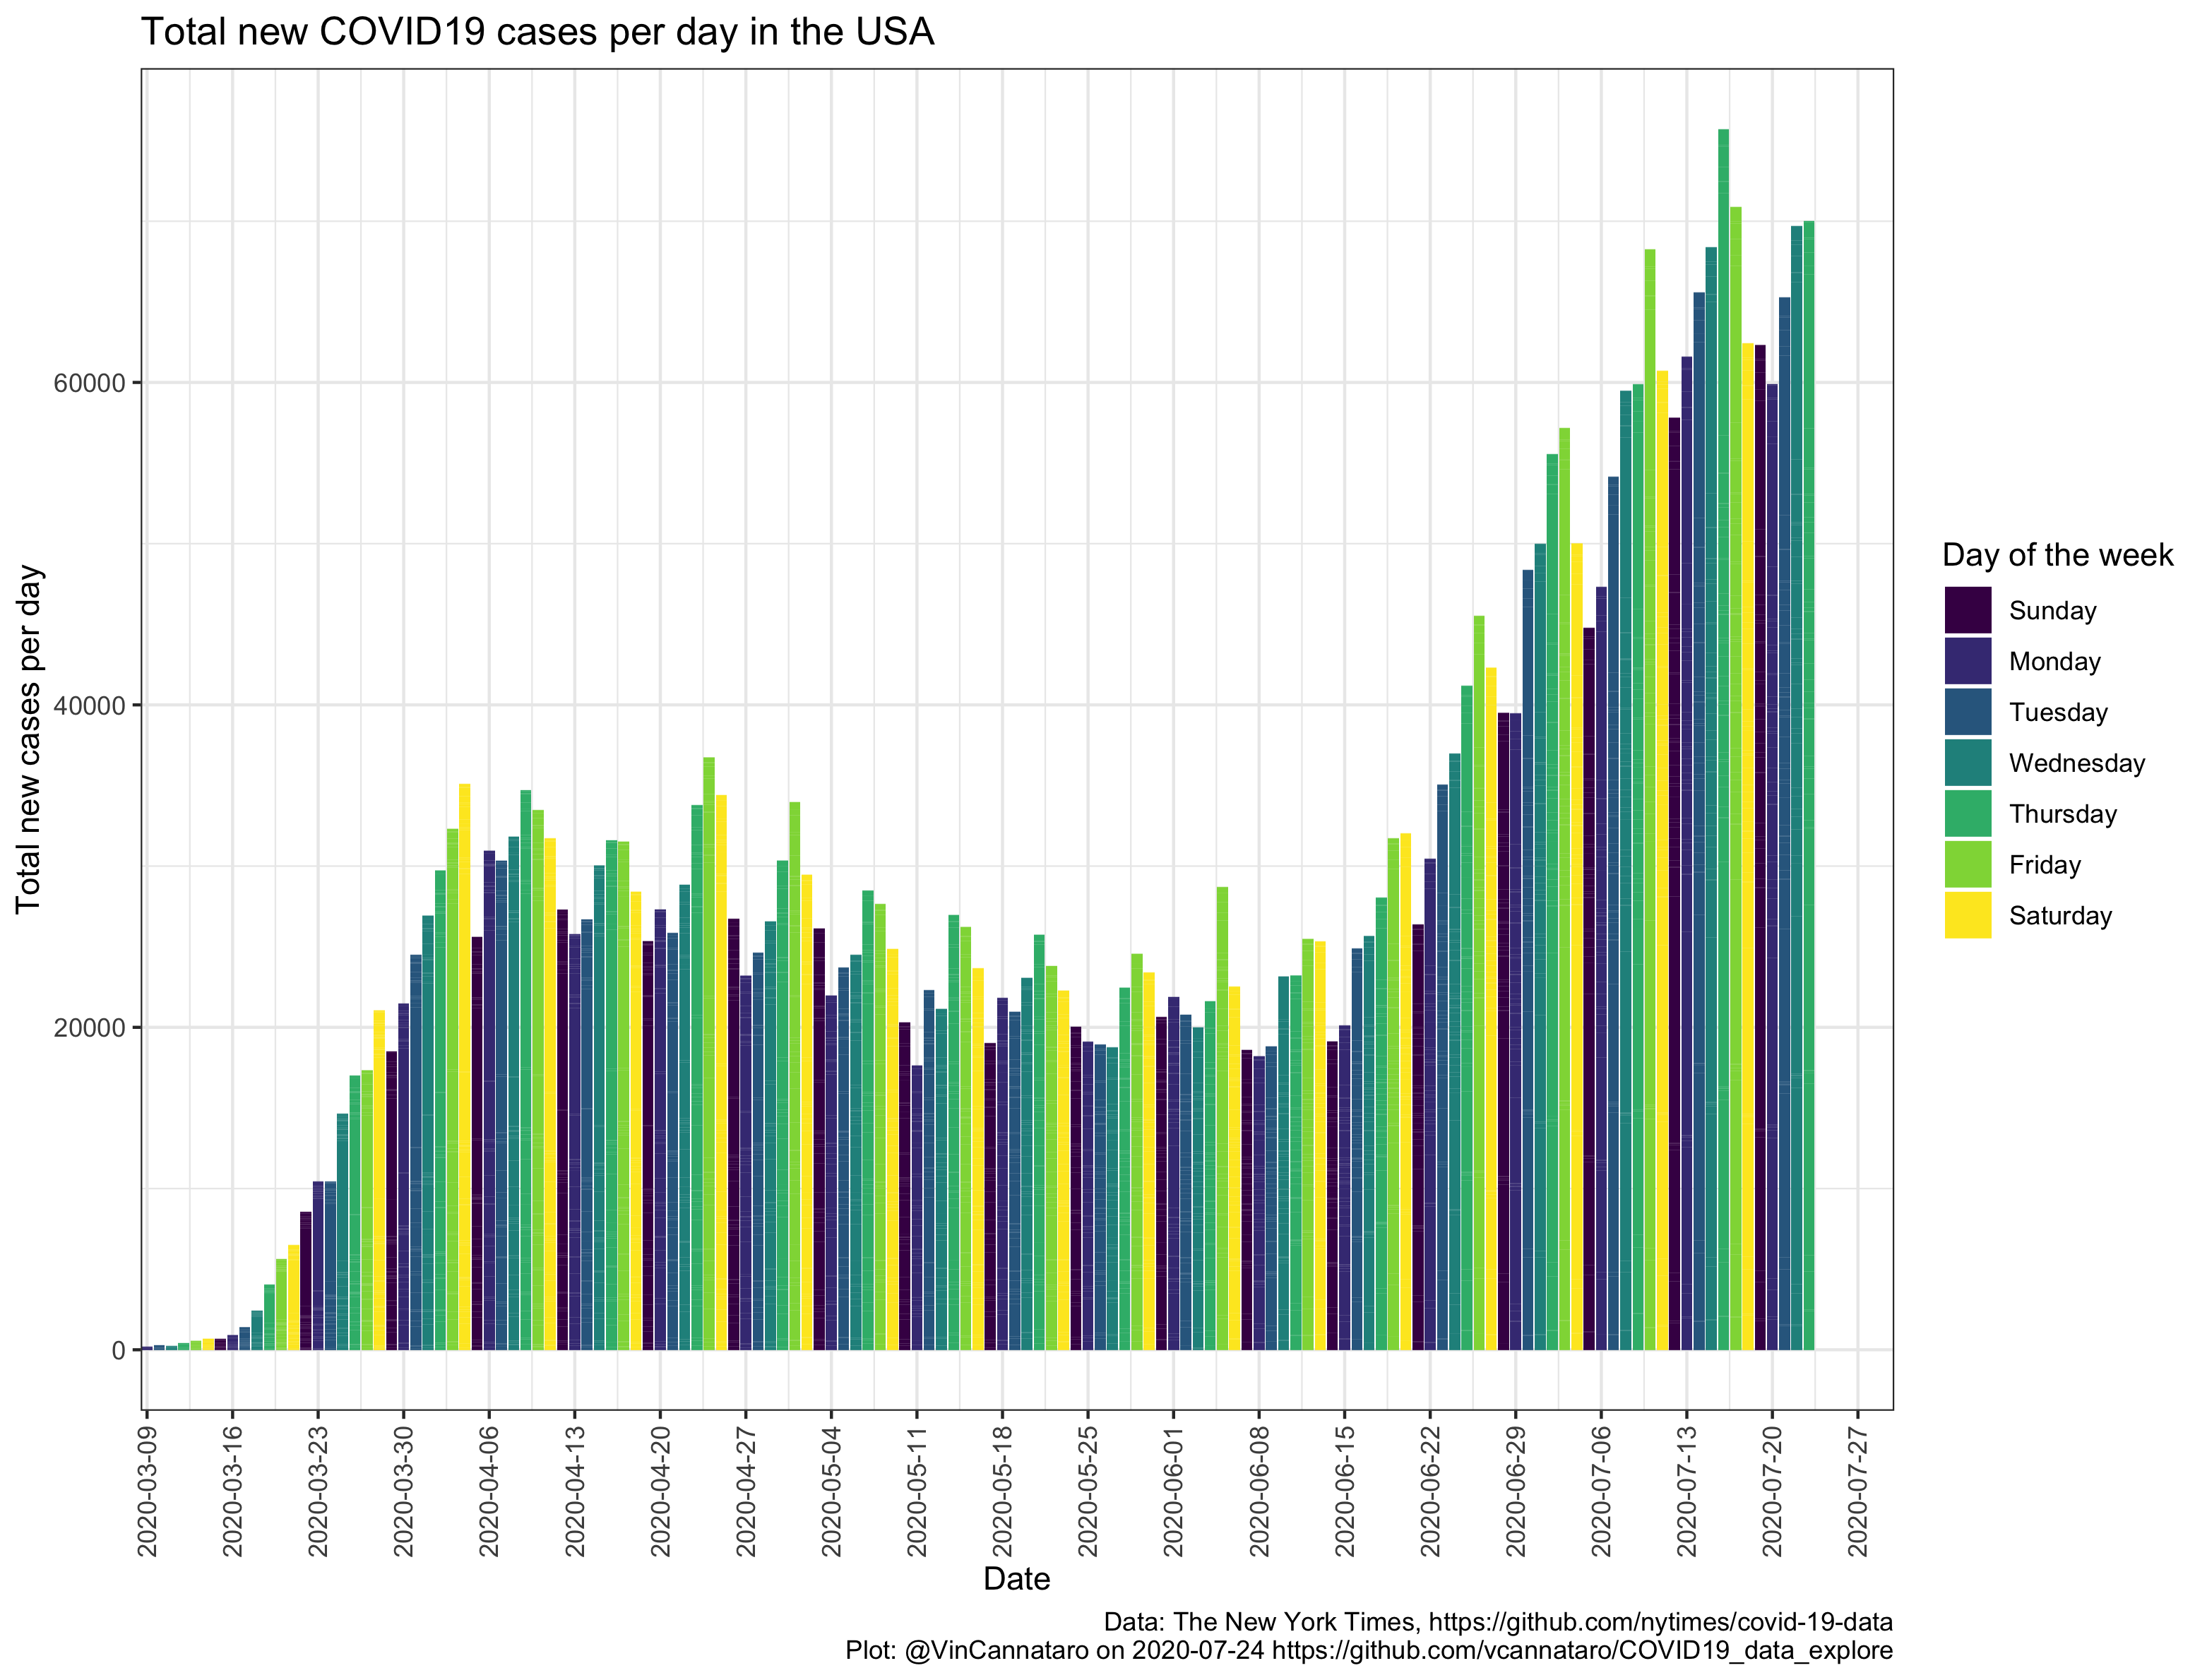 Total new COVID19 cases per day in the USA
Total new cases per day
60000
40000
20000
0
2020-03-09
2020-03-16
2020-03-23
2020-03-30
2020-04-06
2020-04-13
2020-04-20
2020-04-27
2020-05-04
2020-05-11
2020-05-18
2020-05-25
2020-06-01
2020-06-08
2020-06-15
2020-06-22
2020-06-29
2020-07-06
2020-07-13
2020-07-20
2020-07-27
Date
Day of the week
Sunday
Monday
Tuesday
Wednesday
Thursday
Friday
Saturday
Data: The New York Times, https://github.com/nytimes/covid-19-data
Plot: @VinCannataro on 2020-07-24 https://github.com/vcannataro/COVID19_data_explore